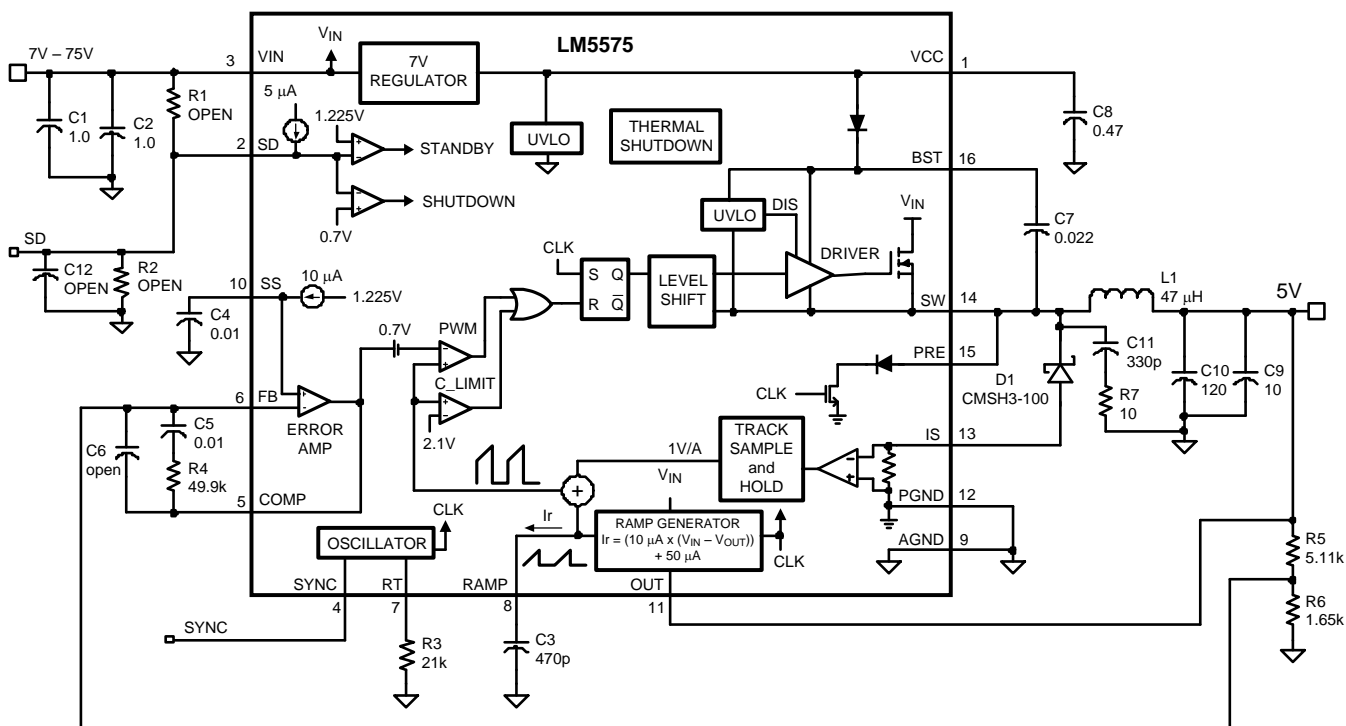 LM5575
7V – 75V
3
VIN
VIN
7V
REGULATOR
VCC
1
C8
0.47
R1
OPEN
C1
1.0
C2
1.0
5 µA
1.225V
2
SD
STANDBY
SHUTDOWN
0.7V
UVLO
THERMAL
SHUTDOWN
BST
16
UVLO
DIS
VIN
DRIVER
C7
0.022
SD
C12
OPEN
R2
OPEN
10
SS
10 µA
1.225V
C4
0.01
CLK
S
Q
R
Q
LEVEL
SHIFT
SW
14
L1
47 µH
5V
0.7V
PWM
C_LIMIT
2.1V
PRE
15
CLK
C11
330p
R7
10
D1
CMSH3-100
C10
120
C9
10
6
FB
C5
0.01
C6
open
R4
49.9k
ERROR
AMP
5
COMP
1V/A
TRACK
SAMPLE
and
HOLD
IS
13
PGND
12
AGND
9
CLK
OSCILLATOR
Ir
VIN
RAMP GENERATOR
Ir = (10 µA x (VIN – VOUT))
+ 50 µA
CLK
R5
5.11k
R6
1.65k
SYNC
4
RT
7
RAMP
8
OUT
11
SYNC
R3
21k
C3
470p